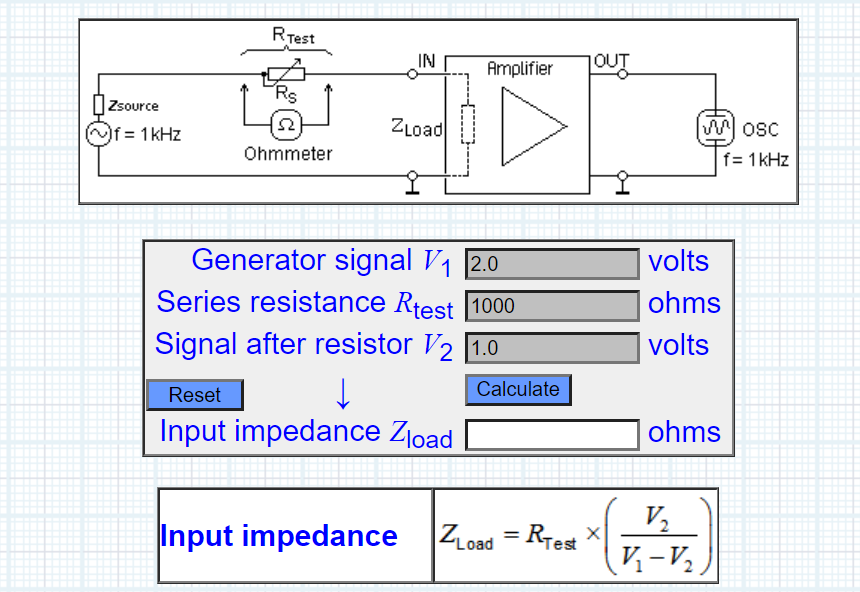 RTest
IN
Amplifier
OUT
Zsource
RS
f = 1kHz
Ω
ZLoad
OSC
Ohmmeter
f = 1kHz
Generator signal V1 2.0 volts
Series resistance Rtest 1000 ohms
Signal after resistor V2 1.0 volts
Reset ↓ Calculate
Input impedance Zload ohms
Input impedance ZLoad = RTest × (V2 / (V1 − V2))